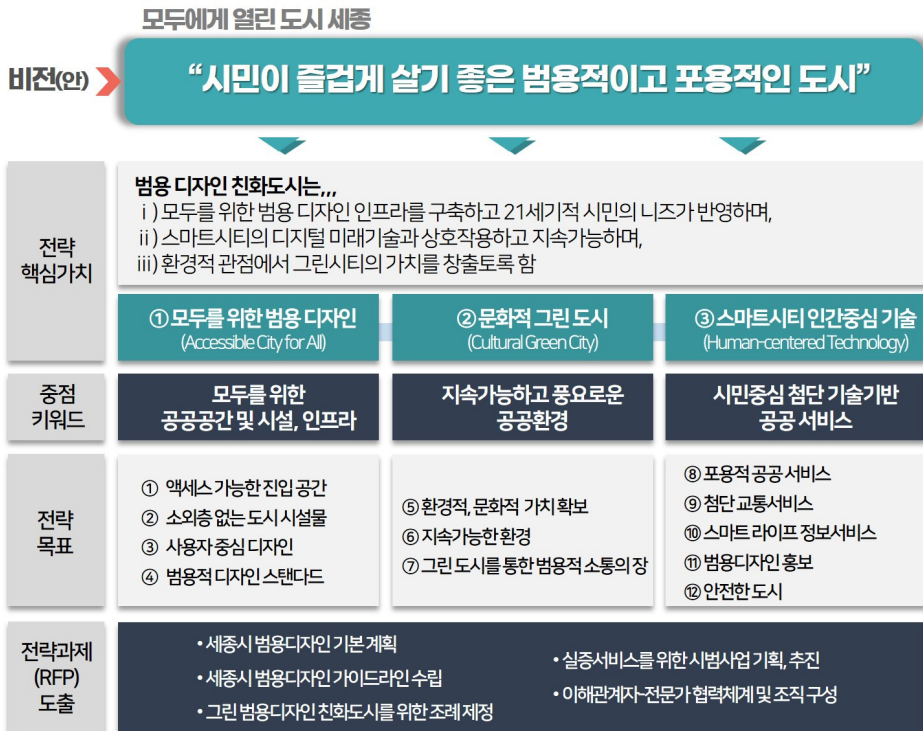 모두에게 열린 도시 세종
비전(안)
“시민이 즐겁게 살기 좋은 범용적이고 포용적인 도시”
전략
핵심가치
범용 디자인 친화도시는,,,
ⅰ) 모두를 위한 범용 디자인 인프라를 구축하고 21세기적 시민의 니즈가 반영하며,
ⅱ) 스마트시티의 디지털 미래기술과 상호작용하고 지속가능하며,
ⅲ) 환경적 관점에서 그린시티의 가치를 창출토록 함
① 모두를 위한 범용 디자인
(Accessible City for All)
② 문화적 그린 도시
(Cultural Green City)
③ 스마트시티 인간중심 기술
(Human-centered Technology)
중점
키워드
모두를 위한
공공공간 및 시설, 인프라
지속가능하고 풍요로운
공공환경
시민중심 첨단 기술기반
공공 서비스
전략
목표
① 액세스 가능한 진입 공간
② 소외층 없는 도시 시설물
③ 사용자 중심 디자인
④ 범용적 디자인 스탠다드
⑤ 환경적, 문화적 가치 확보
⑥ 지속가능한 환경
⑦ 그린 도시를 통한 범용적 소통의 장
⑧ 포용적 공공 서비스
⑨ 첨단 교통서비스
⑩ 스마트 라이프 정보서비스
⑪ 범용디자인 홍보
⑫ 안전한 도시
전략과제
(RFP)
도출
• 세종시 범용디자인 기본 계획
• 세종시 범용디자인 가이드라인 수립
• 그린 범용디자인 친화도시를 위한 조례 제정
• 실증서비스를 위한 시범사업 기획, 추진
• 이해관계자-전문가 협력체계 및 조직 구성